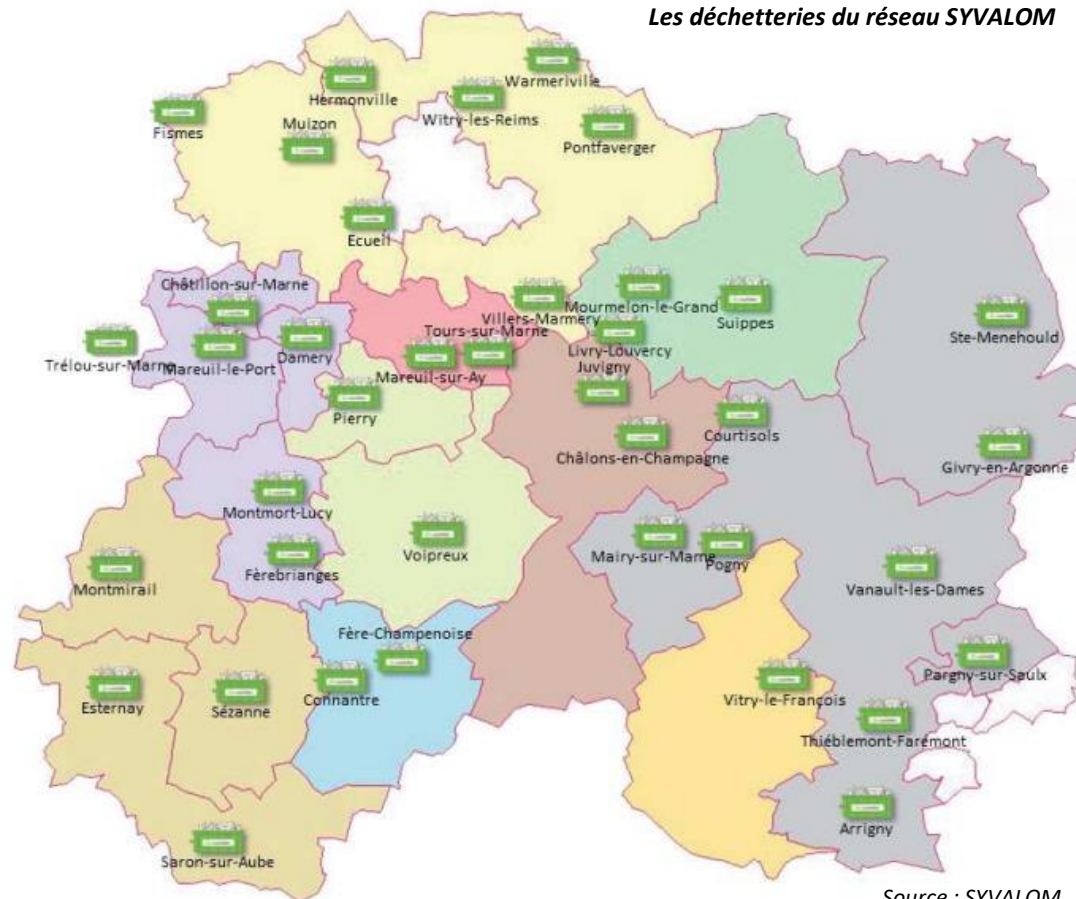 Les déchetteries du réseau SYVALOM
Warmeriville
Hermonville
Witry-les-Reims
Fismes
Muizon
Pontfaverger
Ecueil
Châtillon-sur-Marne
Mourmelon-le-Grand
Villers-Marmery
Suippes
Tours-sur-Marne
Ste-Menehould
Livry-Louvercy
Damery
Trélou-sur-Marne
Mareuil-le-Port
Mareuil-sur-Ay
Juvigny
Pierry
Courtisols
Châlons-en-Champagne
Givry-en-Argonne
Montmort-Lucy
Voipreux
Mairy-sur-Marne
Pogny
Fèrebrianges
Montmirail
Vanault-les-Dames
Fère-Champenoise
Pargny-sur-Saulx
Connantre
Vitry-le-François
Esternay
Sézanne
Thiéblemont-Farémont
Arrigny
Saron-sur-Aube
Source : SYVALOM